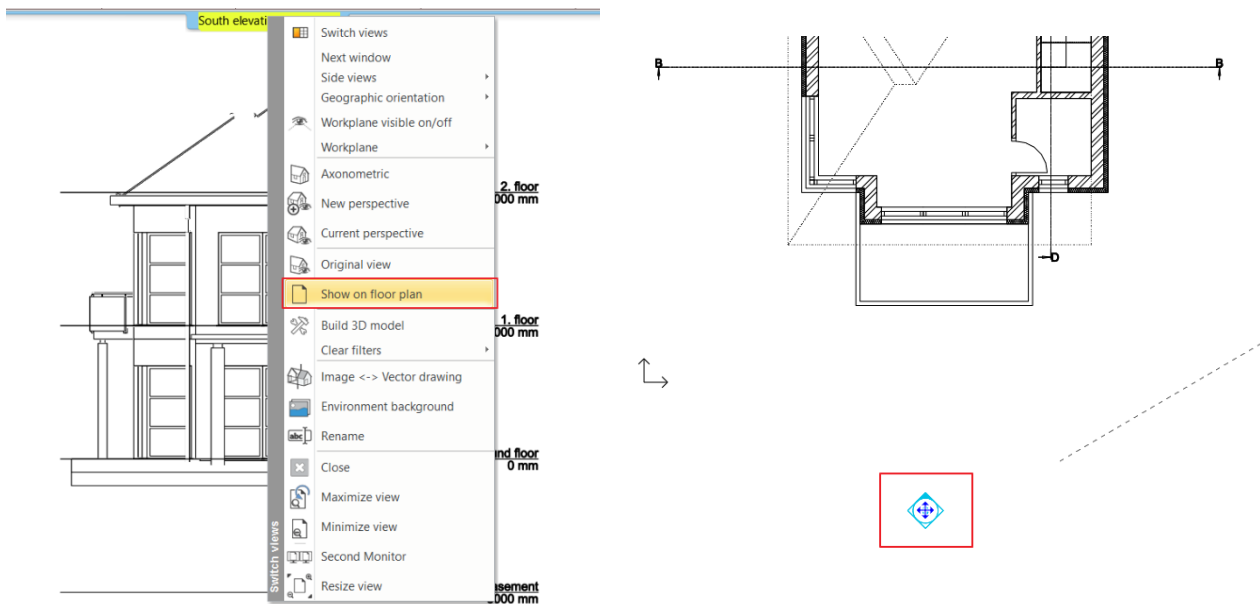 South elevati
Switch views
Next window
Side views
Geographic orientation
Workplane visible on/off
Workplane
Axonometric
New perspective
Current perspective
Original view
Show on floor plan
Build 3D model
Clear filters
Image <-> Vector drawing
Environment background
abc
Rename
Close
Maximize view
Minimize view
Second Monitor
Resize view
Switch views
2. floor
000 mm
1. floor
000 mm
nd floor
0 mm
sement
000 mm
B
B
D